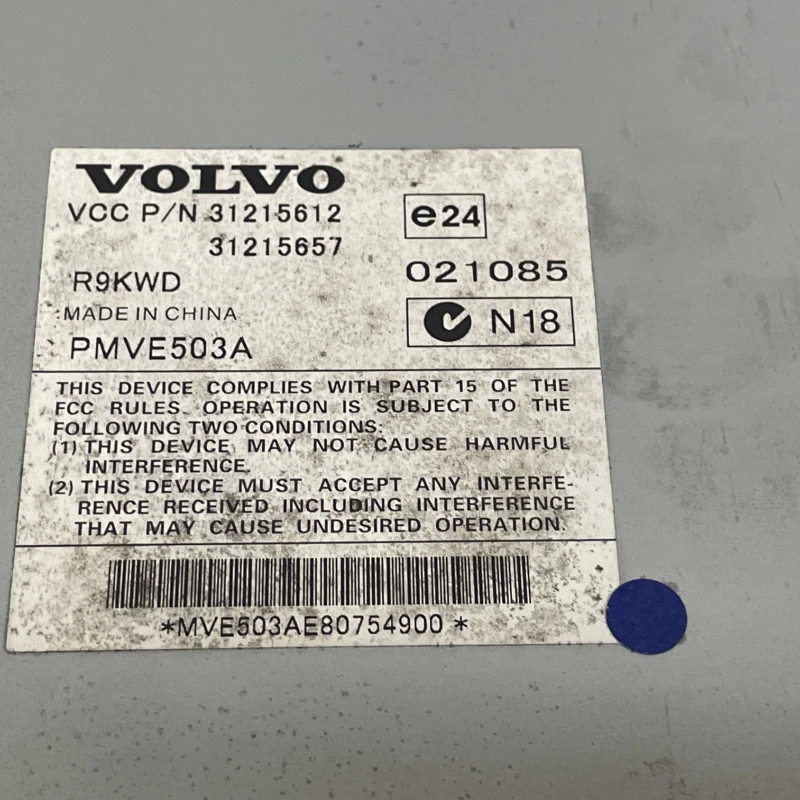 VOLVO
VCC P/N 31215612
31215657
e24
R9KWD
021085
MADE IN CHINA
N18
PMVE503A
THIS DEVICE COMPLIES WITH PART 15 OF THE
FCC RULES. OPERATION IS SUBJECT TO THE
FOLLOWING TWO CONDITIONS:
(1) THIS DEVICE MAY NOT CAUSE HARMFUL
INTERFERENCE.
(2) THIS DEVICE MUST ACCEPT ANY INTERFE-
RENCE RECEIVED INCLUDING INTERFERENCE
THAT MAY CAUSE UNDESIRED OPERATION.
*MVE503AE80754900*